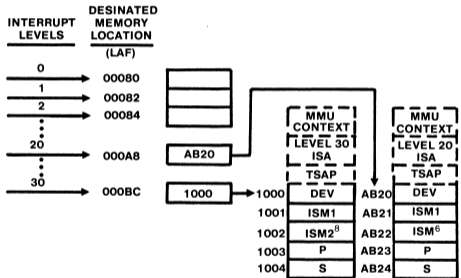 INTERRUPT LEVELS
DESINATED MEMORY LOCATION
(LAF)
0 00080
1 00082
2 00084
20 000A8 AB20
30 000BC 1000
MMU CONTEXT
LEVEL 30 ISA
TSAP
1000 DEV
1001 ISM1
1002 ISM2⁸
1003 P
1004 S
MMU CONTEXT
LEVEL 20 ISA
TSAP
AB20 DEV
AB21 ISM1
AB22 ISM⁶
AB23 P
AB24 S